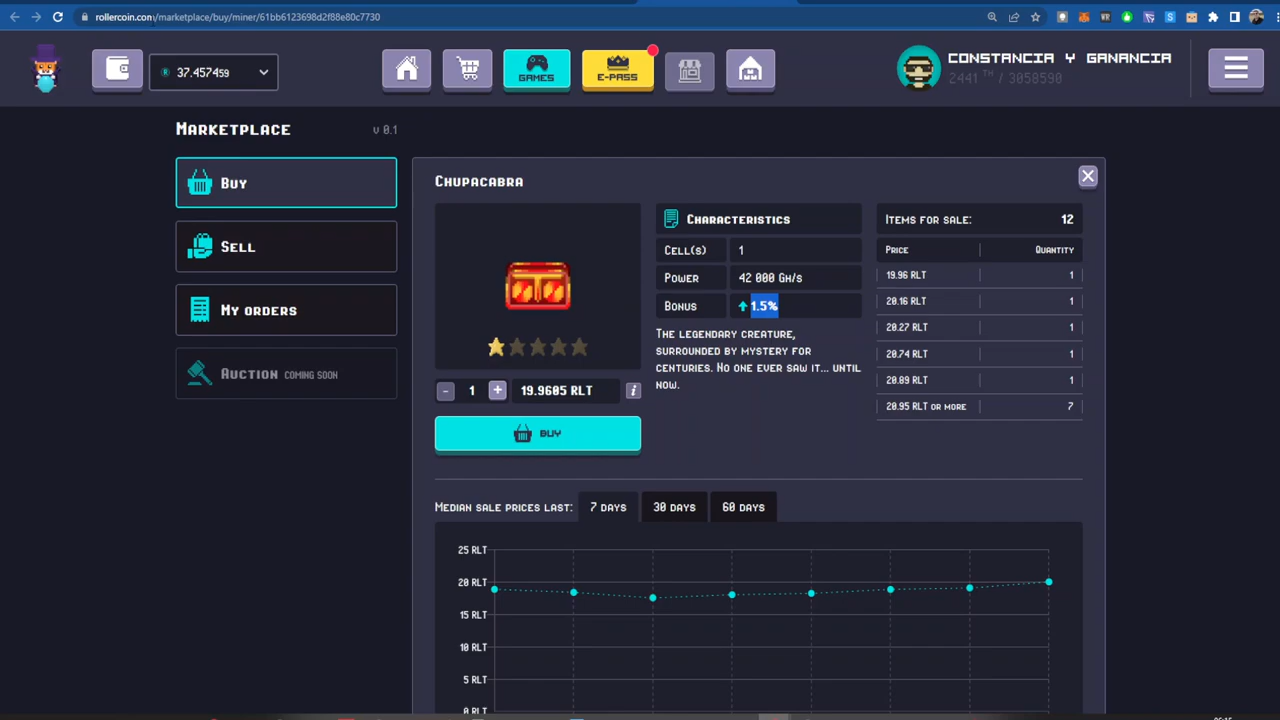 rollercoin.com/marketplace/buy/miner/61bb6123698d2f88e80c7730
37.457459
GAMES
E-PASS
CONSTANCIA Y GANANCIA
2441 TH / 3058590
MARKETPLACE
V 0.1
BUY
SELL
MY ORDERS
AUCTION COMING SOON
CHUPACABRA
CHARACTERISTICS
CELL(S) 1
POWER 42 000 GH/S
BONUS 1.5%
THE LEGENDARY CREATURE,
SURROUNDED BY MYSTERY FOR
CENTURIES. NO ONE EVER SAW IT... UNTIL
NOW.
ITEMS FOR SALE: 12
PRICE QUANTITY
19.96 RLT 1
20.16 RLT 1
20.27 RLT 1
20.74 RLT 1
20.89 RLT 1
20.95 RLT OR MORE 7
- 1 + 19.9605 RLT i
BUY
MEDIAN SALE PRICES LAST: 7 DAYS 30 DAYS 60 DAYS
25 RLT
20 RLT
15 RLT
10 RLT
5 RLT
0 RLT